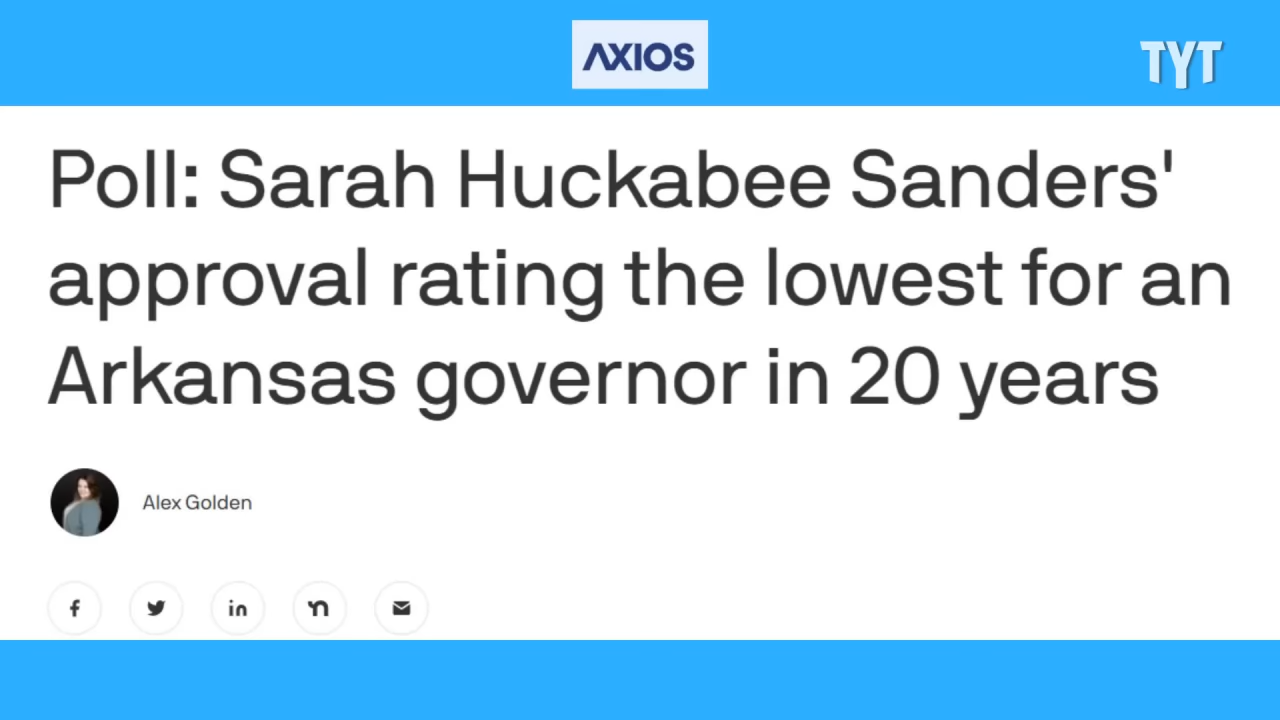 AXIOS
TYT
Poll: Sarah Huckabee Sanders'
approval rating the lowest for an
Arkansas governor in 20 years
Alex Golden